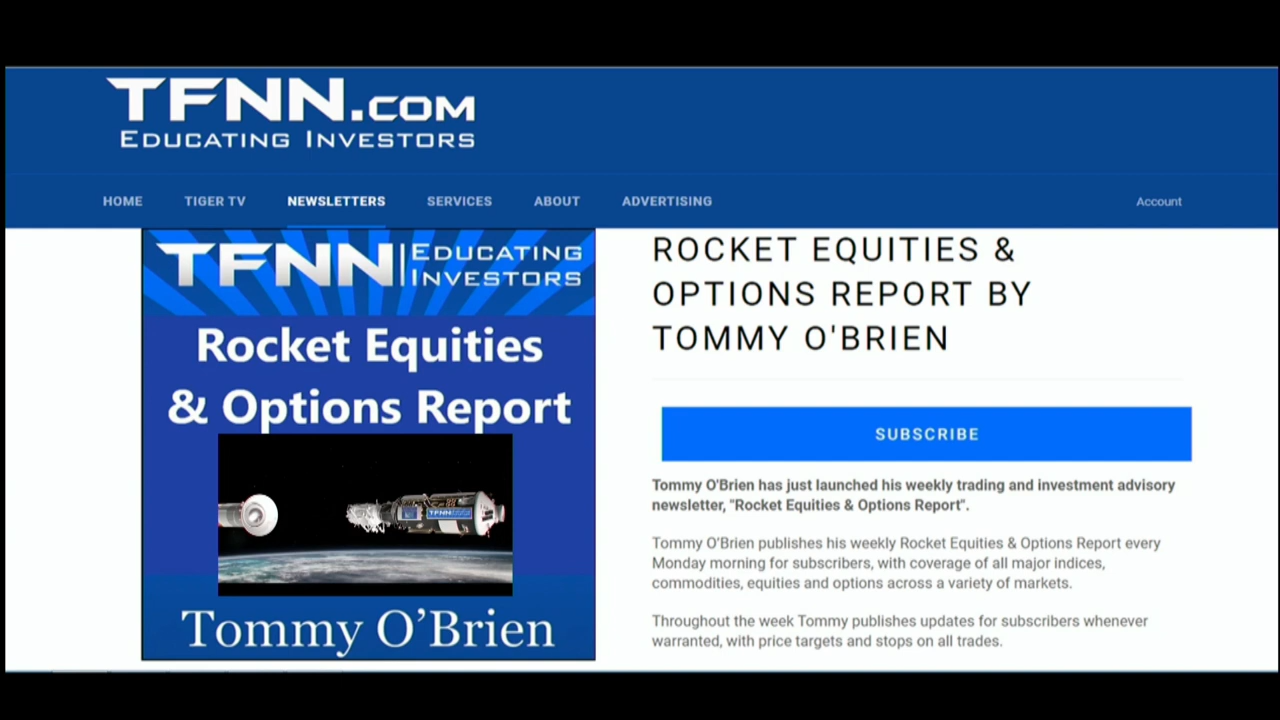 TFNN.COM
EDUCATING INVESTORS
HOME TIGER TV NEWSLETTERS SERVICES ABOUT ADVERTISING Account
TFNN EDUCATING
INVESTORS
Rocket Equities
& Options Report
TFNN
Tommy O'Brien
ROCKET EQUITIES &
OPTIONS REPORT BY
TOMMY O'BRIEN
SUBSCRIBE
Tommy O'Brien has just launched his weekly trading and investment advisory
newsletter, "Rocket Equities & Options Report".
Tommy O'Brien publishes his weekly Rocket Equities & Options Report every
Monday morning for subscribers, with coverage of all major indices,
commodities, equities and options across a variety of markets.
Throughout the week Tommy publishes updates for subscribers whenever
warranted, with price targets and stops on all trades.